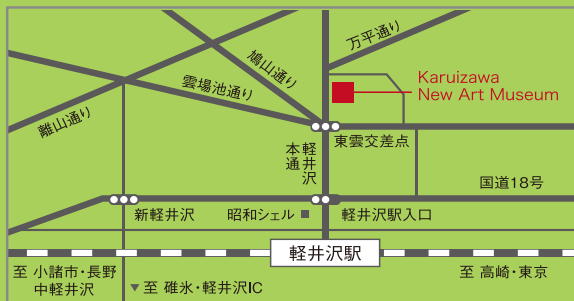 万平通り
鳩山通り
雲場池通り
離山通り
Karuizawa
New Art Museum
東雲交差点
軽井沢
本通
国道18号
新軽井沢
昭和シェル
軽井沢駅入口
軽井沢駅
至 小諸市・長野
中軽井沢
▼至 碓氷・軽井沢IC
至 高崎・東京